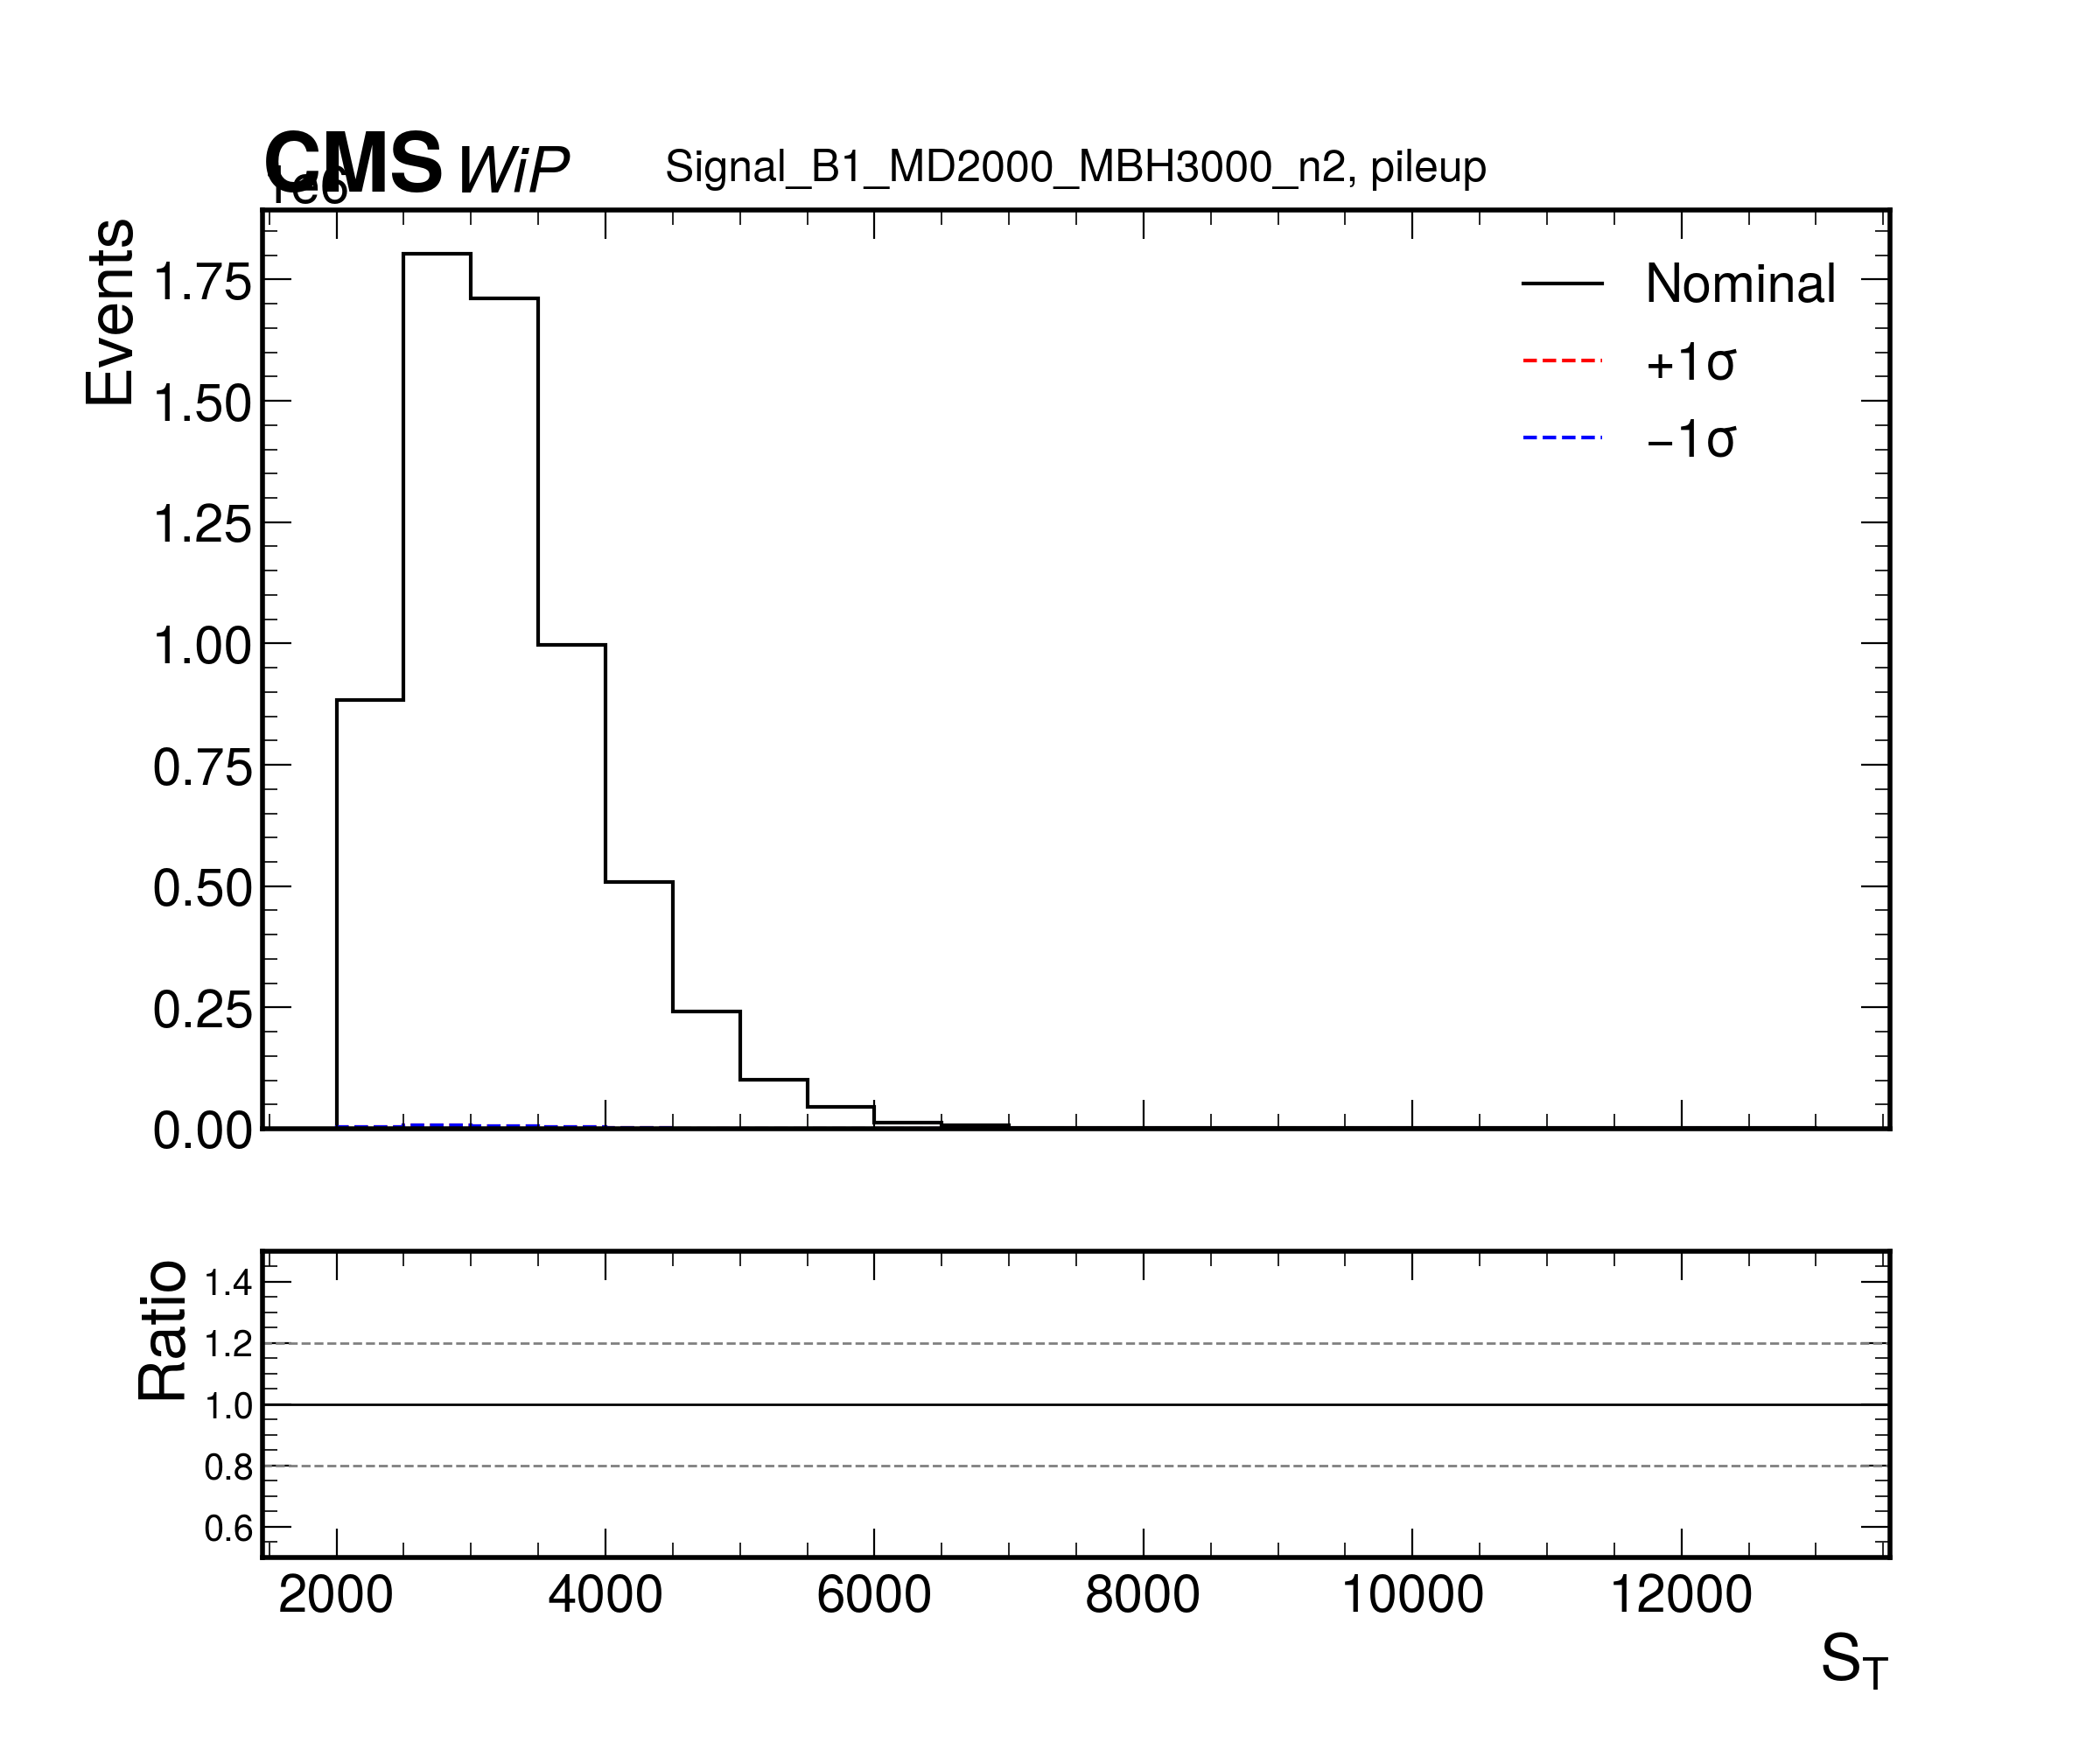 CMS WiP Signal_B1_MD2000_MBH3000_n2, pileup
1e6
Events
1.75
1.50
1.25
1.00
0.75
0.50
0.25
0.00
Nominal
+1σ
−1σ
Ratio
1.4
1.2
1.0
0.8
0.6
2000 4000 6000 8000 10000 12000
S_T